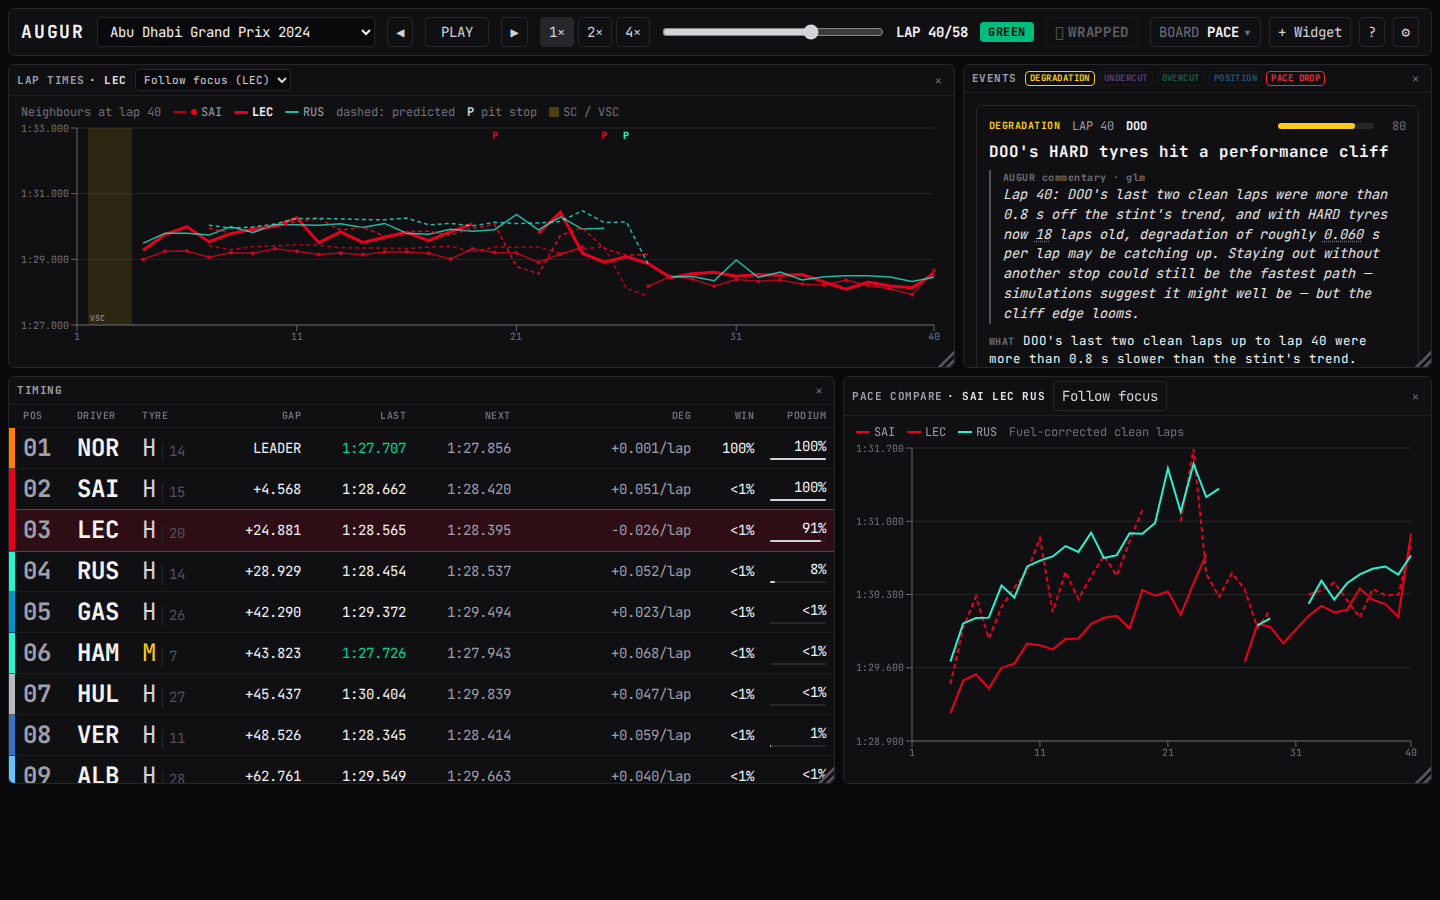 AUGUR Abu Dhabi Grand Prix 2024 ◀ PLAY ▶ 1× 2× 4× LAP 40/58 GREEN WRAPPED BOARD PACE ▾ + Widget ? ⚙
LAP TIMES · LEC Follow focus (LEC) ×
Neighbours at lap 40 SAI LEC RUS dashed: predicted P pit stop SC / VSC
1:33.000
P P P
1:31.000
1:29.000
1:27.000
VSC
1 11 21 31 40
EVENTS DEGRADATION UNDERCUT OVERCUT POSITION PACE DROP ×
DEGRADATION LAP 40 DOO 80
DOO's HARD tyres hit a performance cliff
AUGUR commentary · glm
Lap 40: DOO's last two clean laps were more than
0.8 s off the stint's trend, and with HARD tyres
now 18 laps old, degradation of roughly 0.060 s
per lap may be catching up. Staying out without
another stop could still be the fastest path —
simulations suggest it might well be — but the
cliff edge looms.
WHAT DOO's last two clean laps up to lap 40 were
more than 0.8 s slower than the stint's trend.
TIMING ×
POS DRIVER TYRE GAP LAST NEXT DEG WIN PODIUM
01 NOR H 14 LEADER 1:27.707 1:27.856 +0.001/lap 100% 100%
02 SAI H 15 +4.568 1:28.662 1:28.420 +0.051/lap <1% 100%
03 LEC H 20 +24.881 1:28.565 1:28.395 -0.026/lap <1% 91%
04 RUS H 14 +28.929 1:28.454 1:28.537 +0.052/lap <1% 8%
05 GAS H 26 +42.290 1:29.372 1:29.494 +0.023/lap <1% <1%
06 HAM M 7 +43.823 1:27.726 1:27.943 +0.068/lap <1% <1%
07 HUL H 27 +45.437 1:30.404 1:29.839 +0.047/lap <1% <1%
08 VER H 11 +48.526 1:28.345 1:28.414 +0.059/lap <1% 1%
09 ALB H 28 +62.761 1:29.549 1:29.663 +0.040/lap <1% <1%
PACE COMPARE · SAI LEC RUS Follow focus ×
SAI LEC RUS Fuel-corrected clean laps
1:31.700
1:31.000
1:30.300
1:29.600
1:28.900
1 11 21 31 40